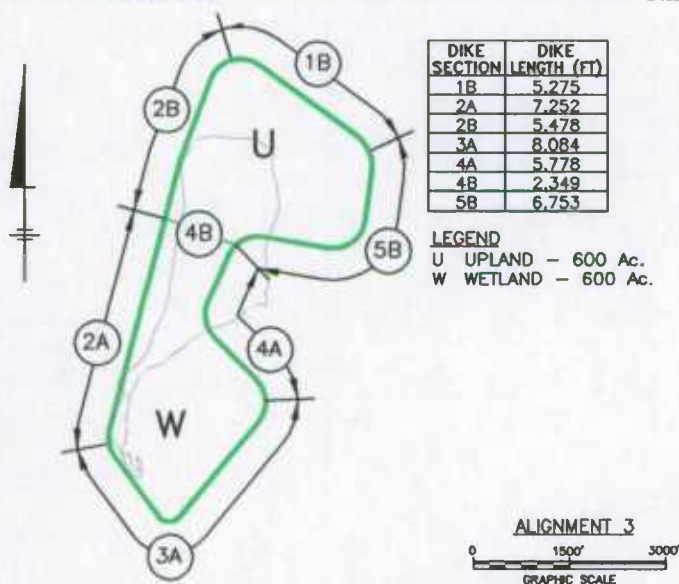 1B
2B
U
4B
5B
2A
4A
W
3A
DIKE SECTION DIKE LENGTH (FT)
1B 5.275
2A 7.252
2B 5.478
3A 8.084
4A 5.778
4B 2.349
5B 6.753
LEGEND
U UPLAND – 600 Ac.
W WETLAND – 600 Ac.
ALIGNMENT 3
0 1500' 3000'
GRAPHIC SCALE